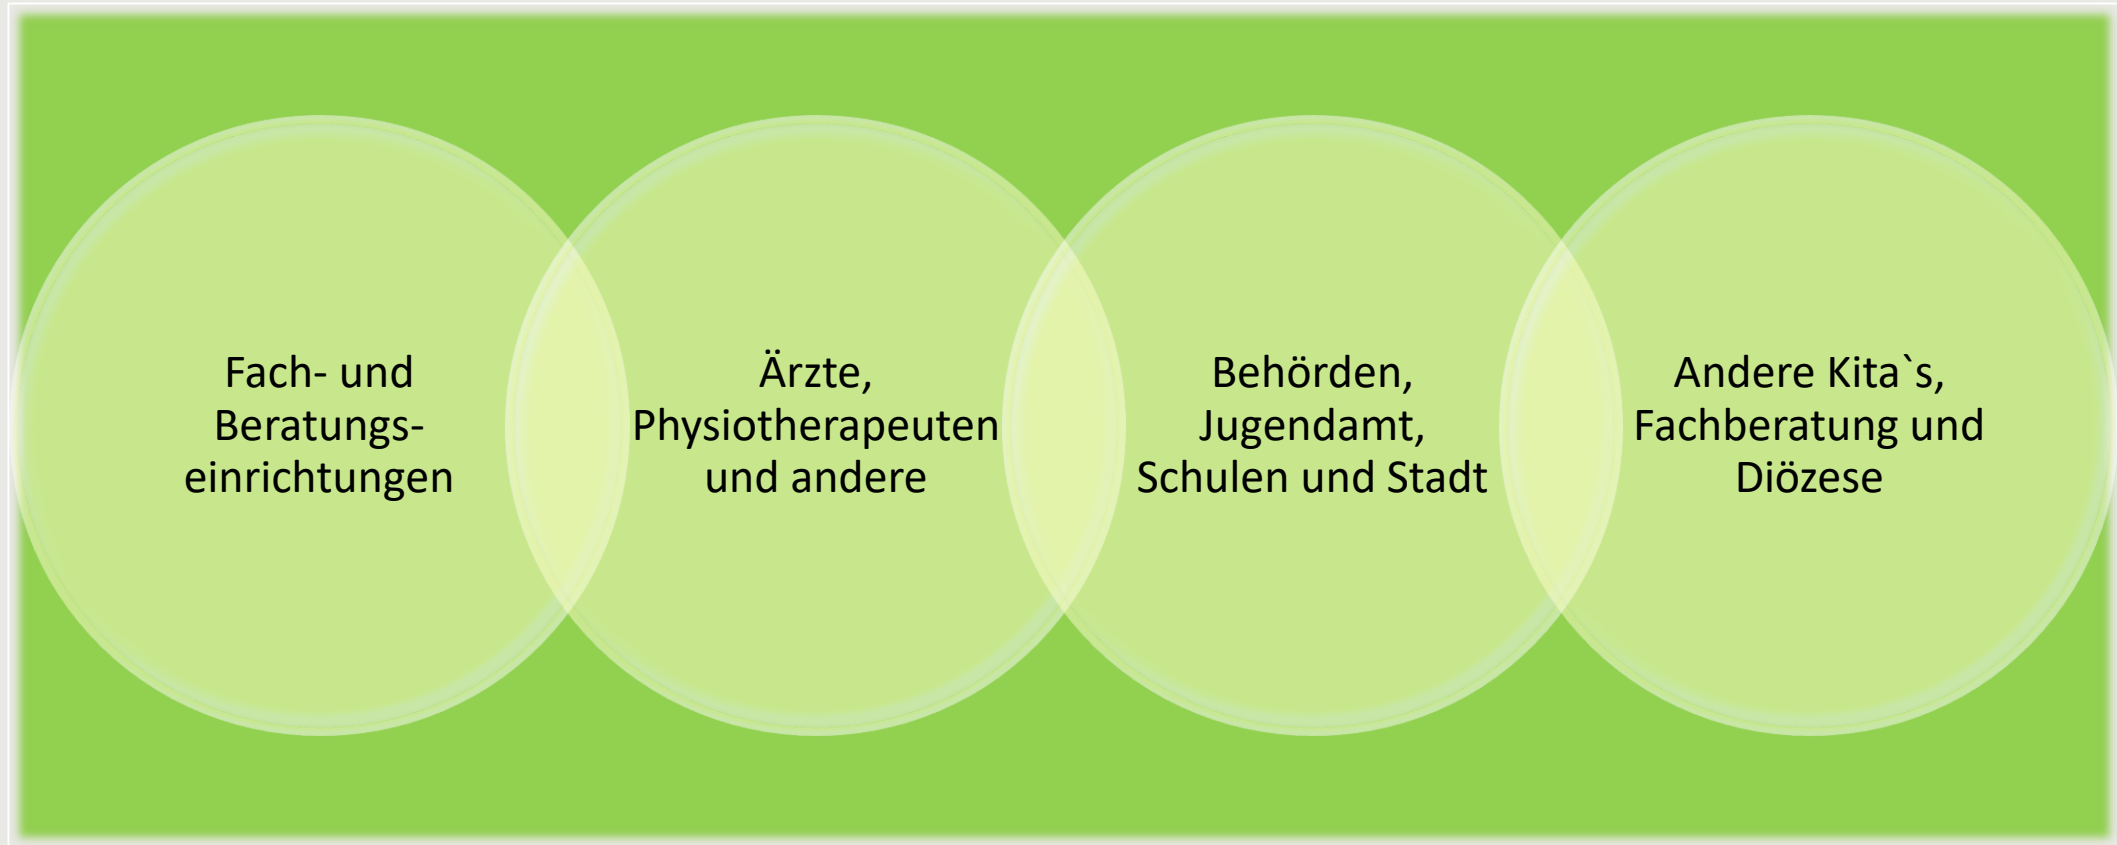 Fach- und
Beratungs-
einrichtungen
Ärzte,
Physiotherapeuten
und andere
Behörden,
Jugendamt,
Schulen und Stadt
Andere Kita`s,
Fachberatung und
Diözese